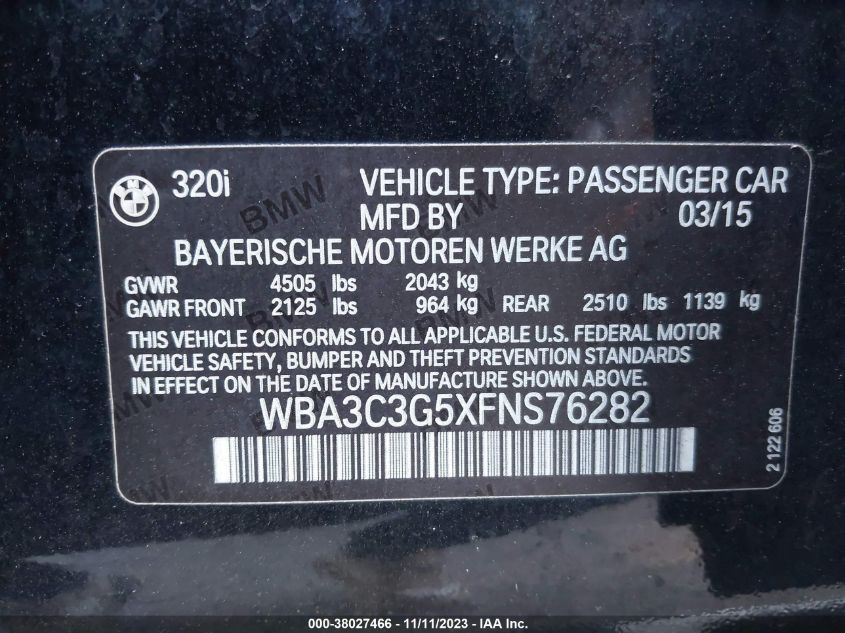 320i VEHICLE TYPE: PASSENGER CAR
MFD BY 03/15
BAYERISCHE MOTOREN WERKE AG
GVWR 4505 lbs 2043 kg
GAWR FRONT 2125 lbs 964 kg REAR 2510 lbs 1139 kg
THIS VEHICLE CONFORMS TO ALL APPLICABLE U.S. FEDERAL MOTOR
VEHICLE SAFETY, BUMPER AND THEFT PREVENTION STANDARDS
IN EFFECT ON THE DATE OF MANUFACTURE SHOWN ABOVE.
WBA3C3G5XFNS76282
2 122 606
000-38027466 - 11/11/2023 - IAA Inc.